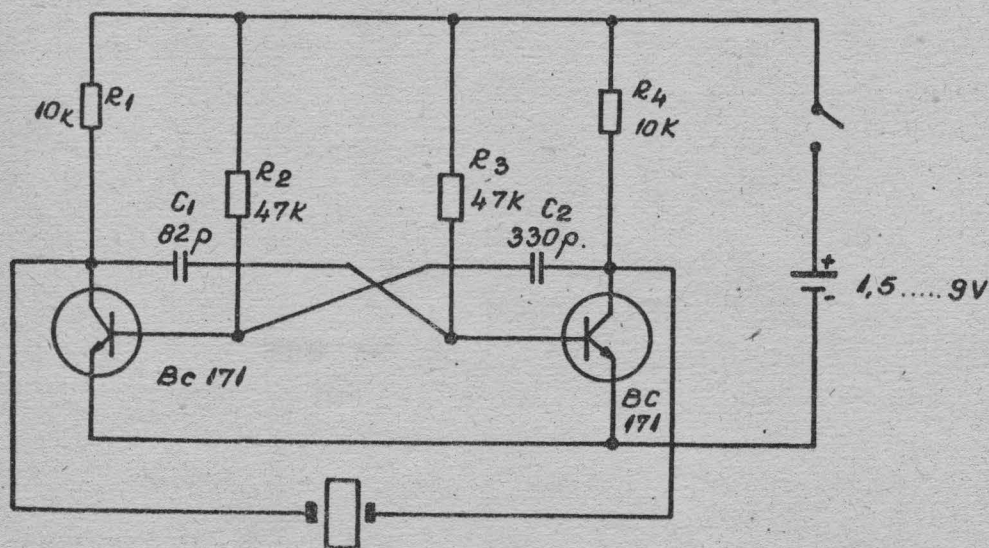 R1
10K
R2
47K
R3
47K
R4
10K
C1
82p
C2
330p.
+
-
1,5.....9V
BC 171
BC
171